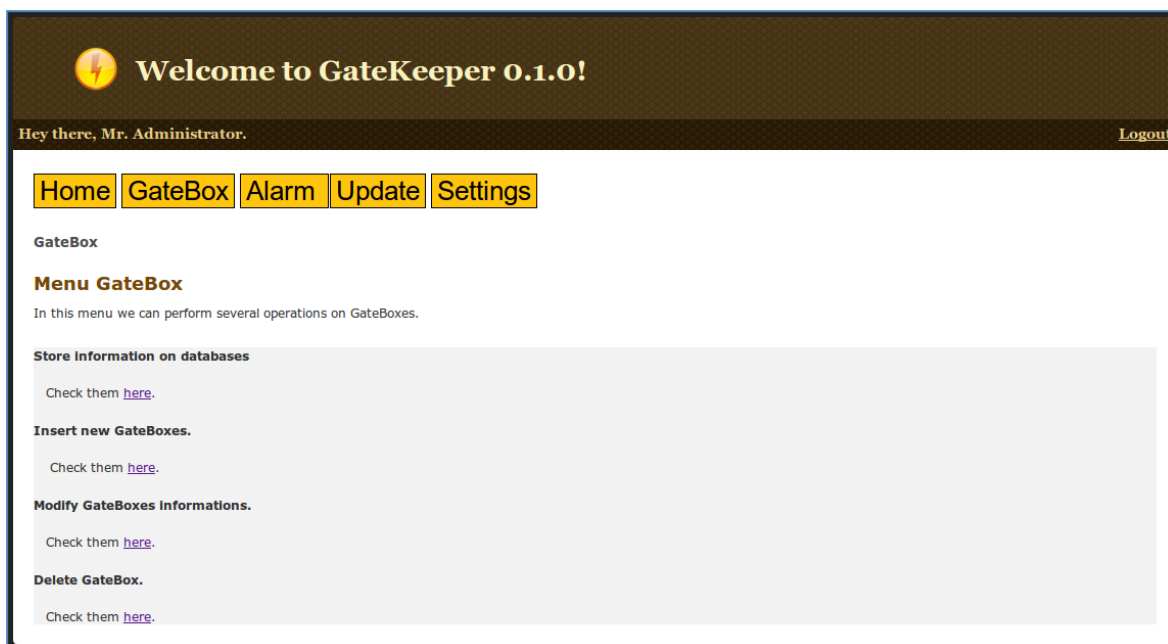 Welcome to GateKeeper 0.1.0!
Hey there, Mr. Administrator. Logout
Home GateBox Alarm Update Settings
GateBox
Menu GateBox
In this menu we can perform several operations on GateBoxes.
Store information on databases
Check them here.
Insert new GateBoxes.
Check them here.
Modify GateBoxes informations.
Check them here.
Delete GateBox.
Check them here.